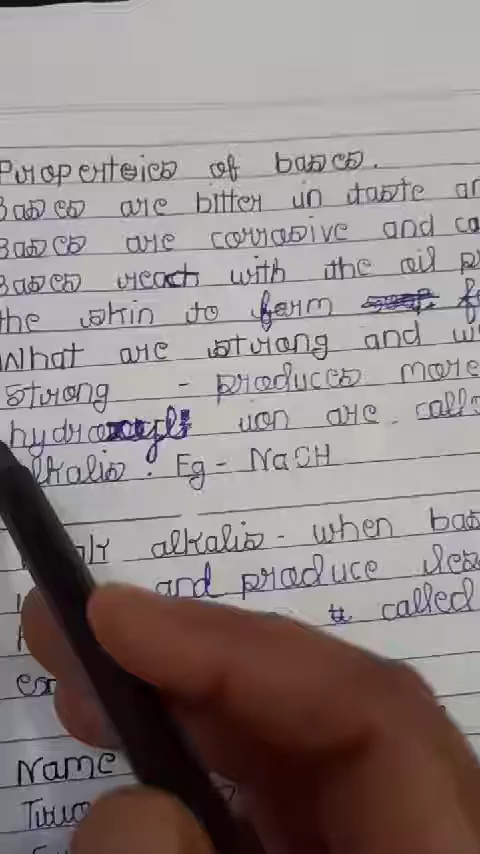 Properteies of bases.
Bases are bitter in taste an
Bases are corrosive and ca
Bases react with the oil p
the skin to form
What are strong and w
strong - produces more
hydroxyl ion are calle
alkalis. Eg - NaOH
alkalis - when bas
and produce les
called
Name